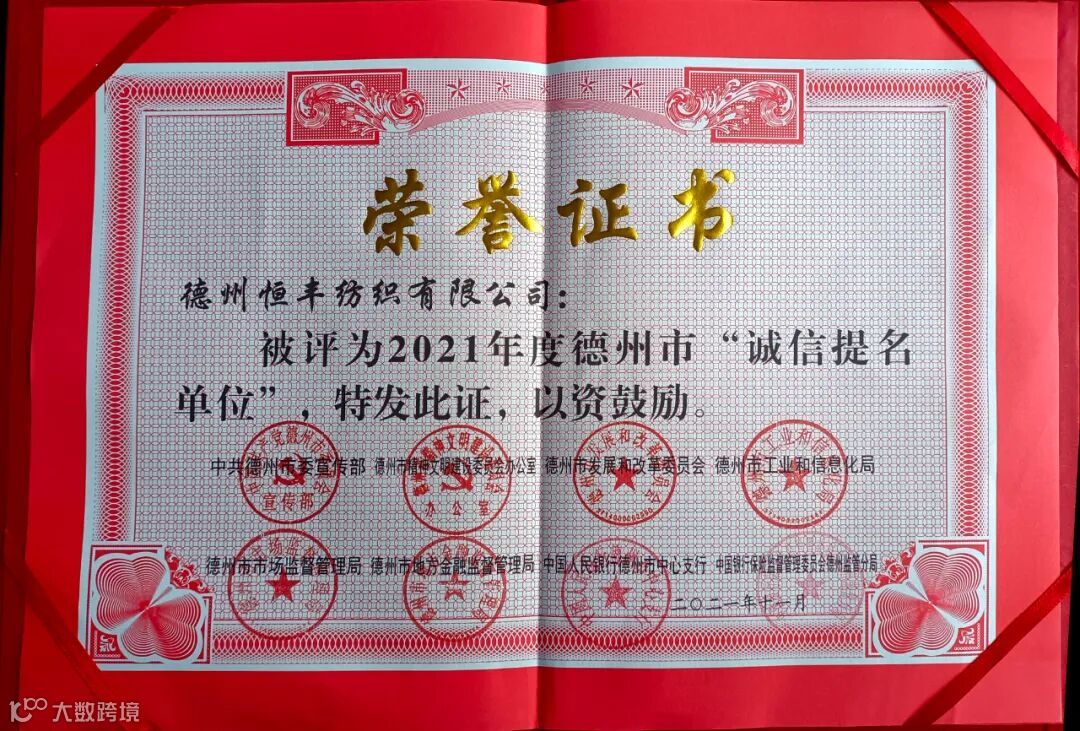 荣誉证书
德州恒丰纺织有限公司：
被评为2021年度德州市“诚信提名
单位”，特发此证，以资鼓励。
中共德州市委宣传部 德州市精神文明建设委员会办公室 德州市发展和改革委员会 德州市工业和信息化局
宣传部 办公室
德州市市场监督管理局 德州市地方金融监督管理局 中国人民银行德州市中心支行 中国银行保险监督管理委员会德州监管分局
二〇二一年十一月
大数跨境